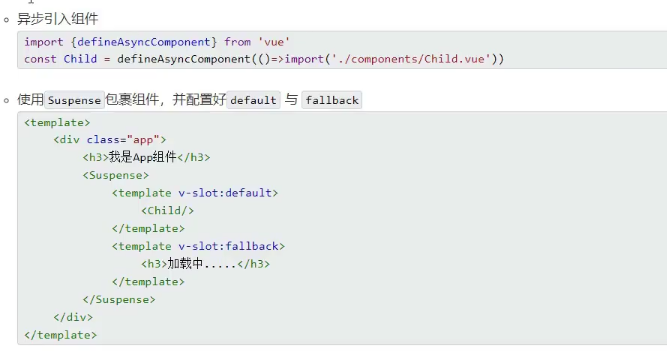 异步引入组件
import {defineAsyncComponent} from 'vue'
const Child = defineAsyncComponent(()=>import('./components/Child.vue'))
使用Suspense包裹组件，并配置好default 与 fallback
<template>
    <div class="app">
        <h3>我是App组件</h3>
        <Suspense>
            <template v-slot:default>
                <Child/>
            </template>
            <template v-slot:fallback>
                <h3>加载中.....</h3>
            </template>
        </Suspense>
    </div>
</template>